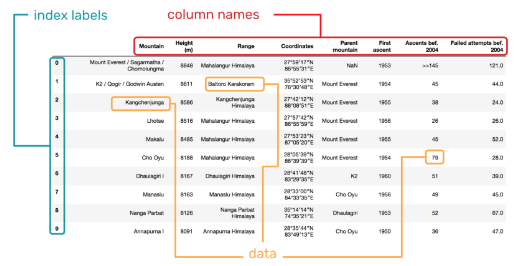 index labels column names
Mountain Height (m) Range Coordinates Parent mountain First ascent Ascents bef. 2004 Failed attempts bef. 2004
0 Mount Everest / Sagarmatha / Chomolungma 8848 Mahalangur Himalaya 27°59'17"N 86°55'31"E NaN 1953 >>145 121.0
1 K2 / Qogir / Godwin Austen 8611 Baltoro Karakoram 35°52'53"N 76°30'48"E Mount Everest 1954 45 44.0
2 Kangchenjunga 8586 Kangchenjunga Himalaya 27°42'12"N 88°08'51"E Mount Everest 1955 38 24.0
3 Lhotse 8516 Mahalangur Himalaya 27°57'42"N 86°55'59"E Mount Everest 1956 26 26.0
4 Makalu 8485 Mahalangur Himalaya 27°53'23"N 87°05'20"E Mount Everest 1955 45 52.0
5 Cho Oyu 8188 Mahalangur Himalaya 28°05'39"N 86°39'39"E Mount Everest 1954 79 28.0
6 Dhaulagiri I 8167 Dhaulagiri Himalaya 28°41'48"N 83°29'35"E K2 1960 51 39.0
7 Manaslu 8163 Manaslu Himalaya 28°33'00"N 84°33'35"E Cho Oyu 1956 49 45.0
8 Nanga Parbat 8126 Nanga Parbat Himalaya 35°14'14"N 74°35'21"E Dhaulagiri 1953 52 67.0
9 Annapurna I 8091 Annapurna Himalaya 28°35'44"N 83°49'13"E Cho Oyu 1950 36 47.0
data